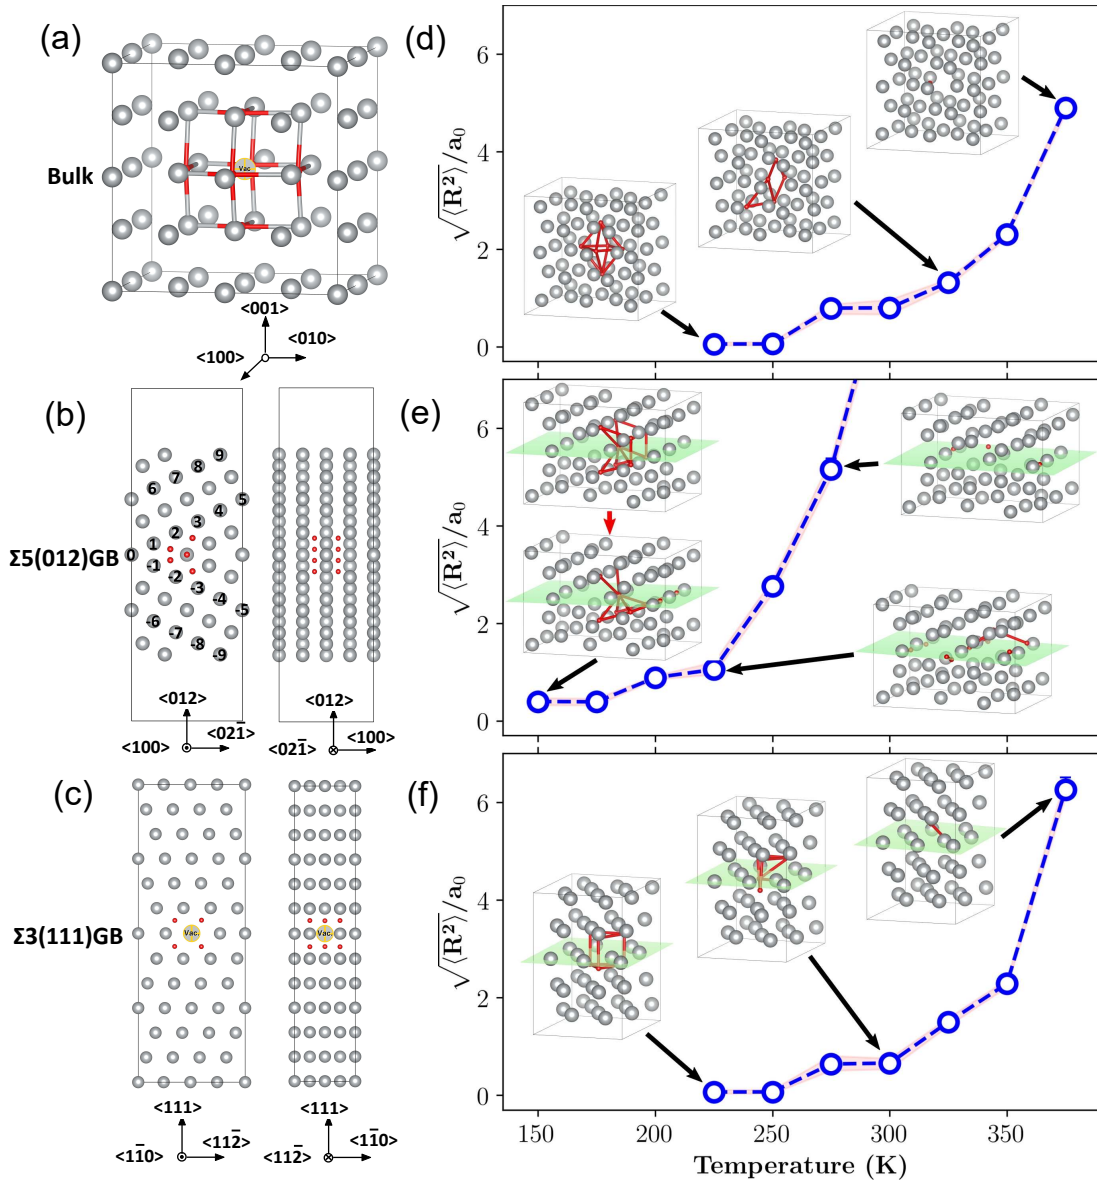 (a)
Bulk
Vac
<001>
<010>
<100>
(b)
Σ5(012)GB
9
8
7
6
5
4
3
2
1
0
-1
-2
-3
-4
-5
-6
-7
-8
-9
<012>
<100>
<021̄>
<012>
<021̄>
<100>
(c)
Σ3(111)GB
Vac.
Vac.
<111>
<11̄0>
<112̄>
<111>
<112̄>
<11̄0>
(d)
√⟨R²⟩/a₀
6
4
2
0
(e)
√⟨R²⟩/a₀
6
4
2
0
(f)
√⟨R²⟩/a₀
6
4
2
0
150 200 250 300 350
Temperature (K)